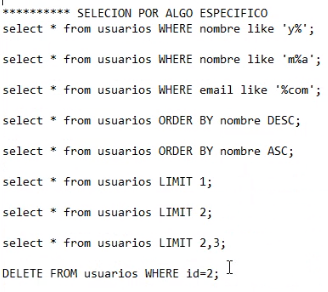 ********** SELECION POR ALGO ESPECIFICO
select * from usuarios WHERE nombre like 'y%';
select * from usuarios WHERE nombre like 'm%a';
select * from usuarios WHERE email like '%com';
select * from usuarios ORDER BY nombre DESC;
select * from usuarios ORDER BY nombre ASC;
select * from usuarios LIMIT 1;
select * from usuarios LIMIT 2;
select * from usuarios LIMIT 2,3;
DELETE FROM usuarios WHERE id=2;